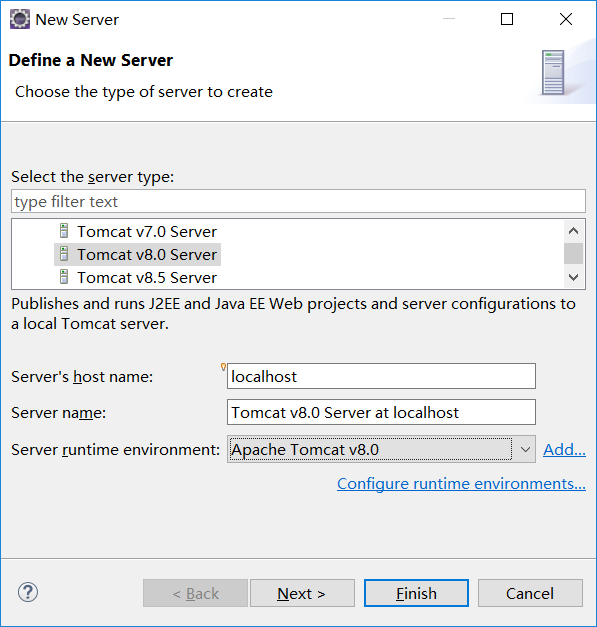 New Server
Define a New Server
Choose the type of server to create
Select the server type:
type filter text
Tomcat v7.0 Server
Tomcat v8.0 Server
Tomcat v8.5 Server
Publishes and runs J2EE and Java EE Web projects and server configurations to
a local Tomcat server.
Server's host name: localhost
Server name: Tomcat v8.0 Server at localhost
Server runtime environment: Apache Tomcat v8.0 Add...
Configure runtime environments...
? < Back Next > Finish Cancel